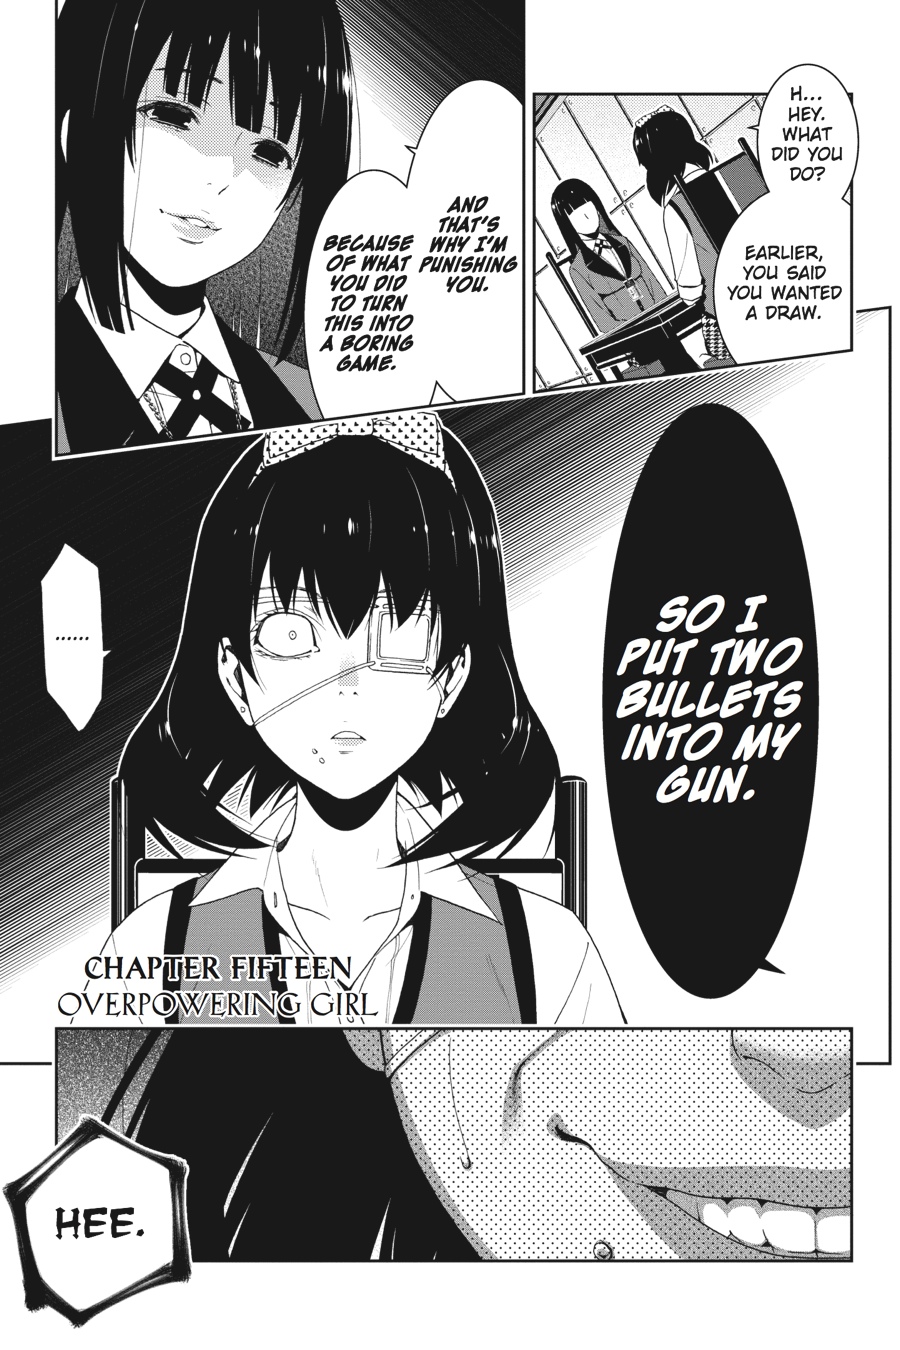 H...
HEY.
WHAT
DID YOU
DO?
EARLIER,
YOU SAID
YOU WANTED
A DRAW.
AND
THAT'S
WHY I'M
PUNISHING
YOU.
BECAUSE
OF WHAT
YOU DID
TO TURN
THIS INTO
A BORING
GAME.
SO I
PUT TWO
BULLETS
INTO MY
GUN.
......
CHAPTER FIFTEEN
OVERPOWERING GIRL
HEE.